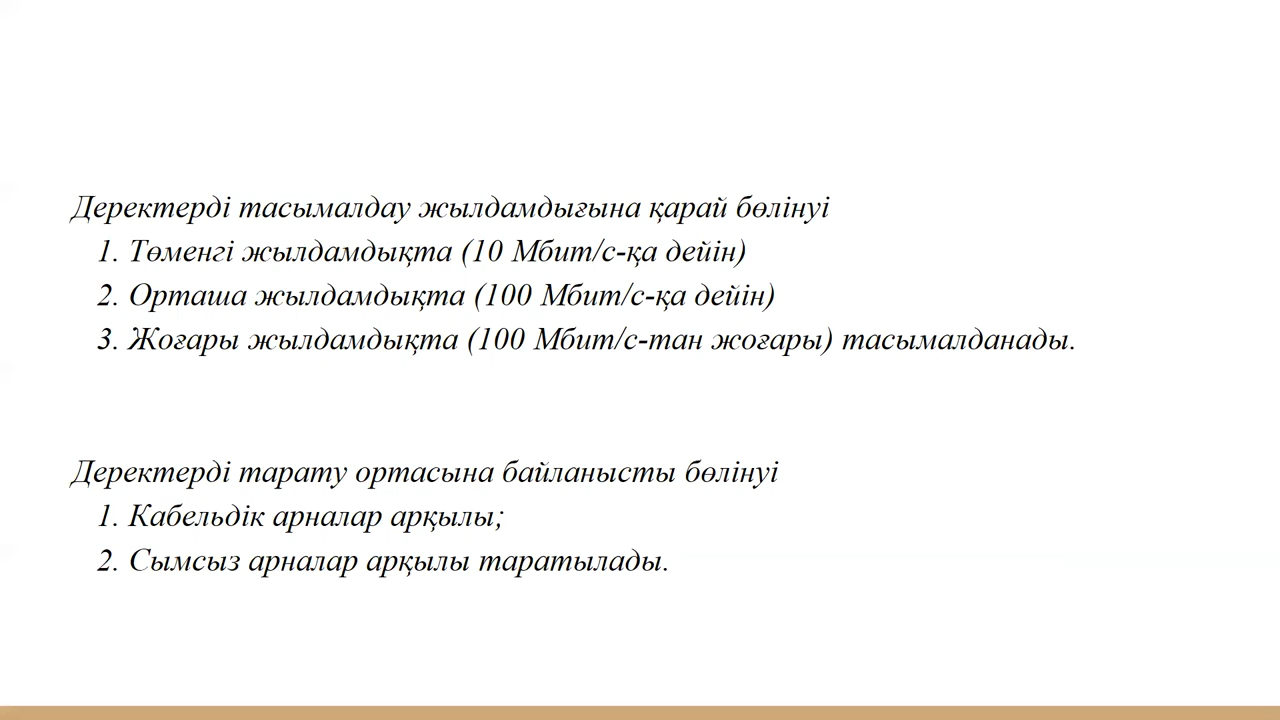 Деректерді тасымалдау жылдамдығына қарай бөлінуі
1. Төменгі жылдамдықта (10 Мбит/с-қа дейін)
2. Орташа жылдамдықта (100 Мбит/с-қа дейін)
3. Жоғары жылдамдықта (100 Мбит/с-тан жоғары) тасымалданады.
Деректерді тарату ортасына байланысты бөлінуі
1. Кабельдік арналар арқылы;
2. Сымсыз арналар арқылы таратылады.